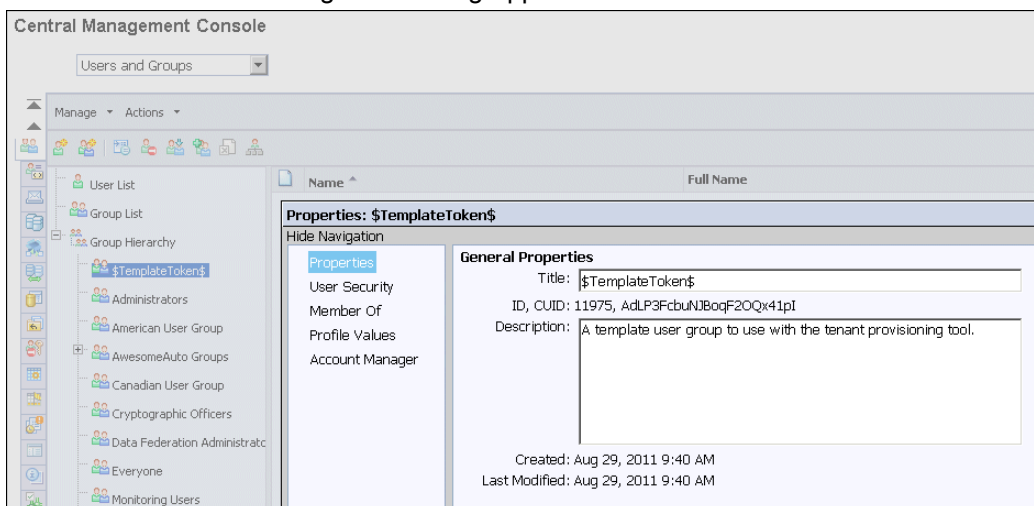 Central Management Console
Users and Groups
Manage Actions
User List
Name
Full Name
Group List
Group Hierarchy
$TemplateToken$
Administrators
American User Group
AwesomeAuto Groups
Canadian User Group
Cryptographic Officers
Data Federation Administratc
Everyone
Monitoring Users
Properties: $TemplateToken$
Hide Navigation
Properties
User Security
Member Of
Profile Values
Account Manager
General Properties
Title: $TemplateToken$
ID, CUID: 11975, AdLP3FcbuNJBoqF2OQx41pI
Description: A template user group to use with the tenant provisioning tool.
Created: Aug 29, 2011 9:40 AM
Last Modified: Aug 29, 2011 9:40 AM